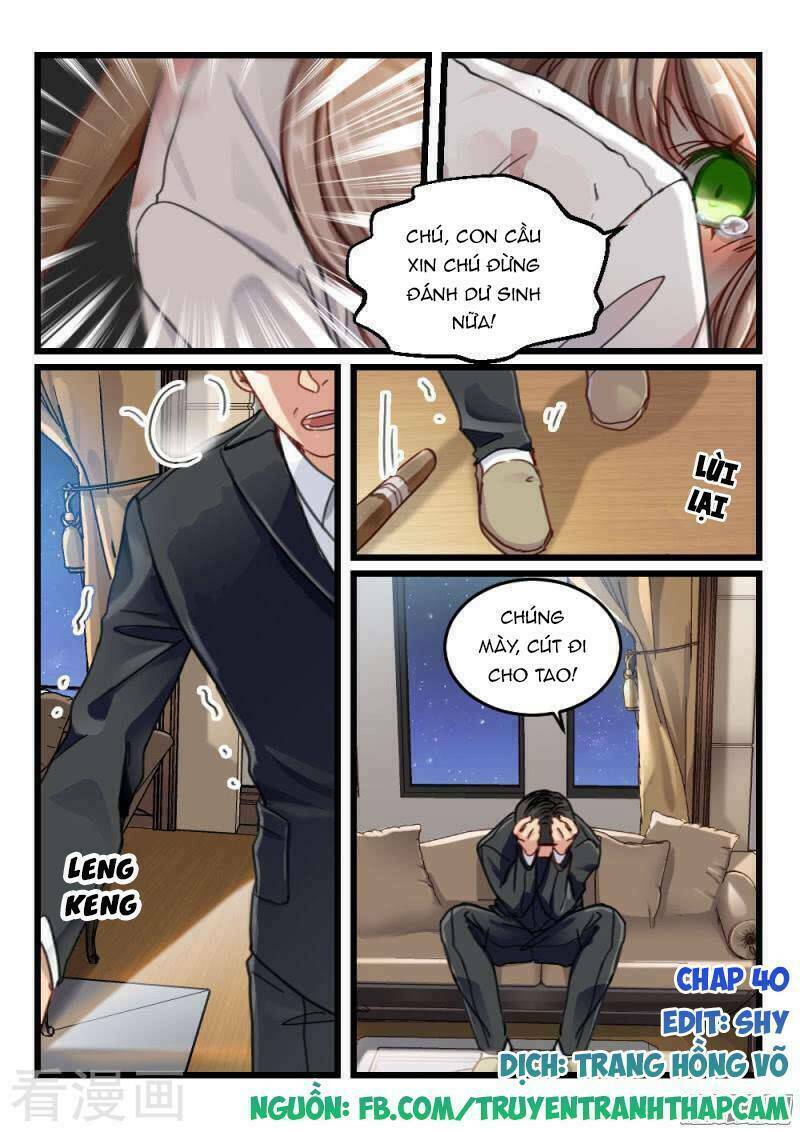 CHÚ, CON CẦU
XIN CHÚ ĐỪNG
ĐÁNH DƯ SINH
NỮA!
LÙI
LẠI
CHÚNG
MÀY, CÚT ĐI
CHO TAO!
LENG
KENG
CHAP 40
EDIT: SHY
DỊCH: TRANG HỒNG VÕ
看漫画
NGUỒN: FB.COM/TRUYENTRANHTHAPCAM